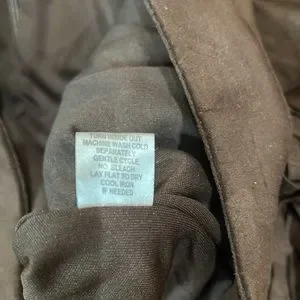 TURN INSIDE OUT
MACHINE WASH COLD
SEPARATELY
GENTLE CYCLE
NO BLEACH
LAY FLAT TO DRY
COOL IRON
IF NEEDED